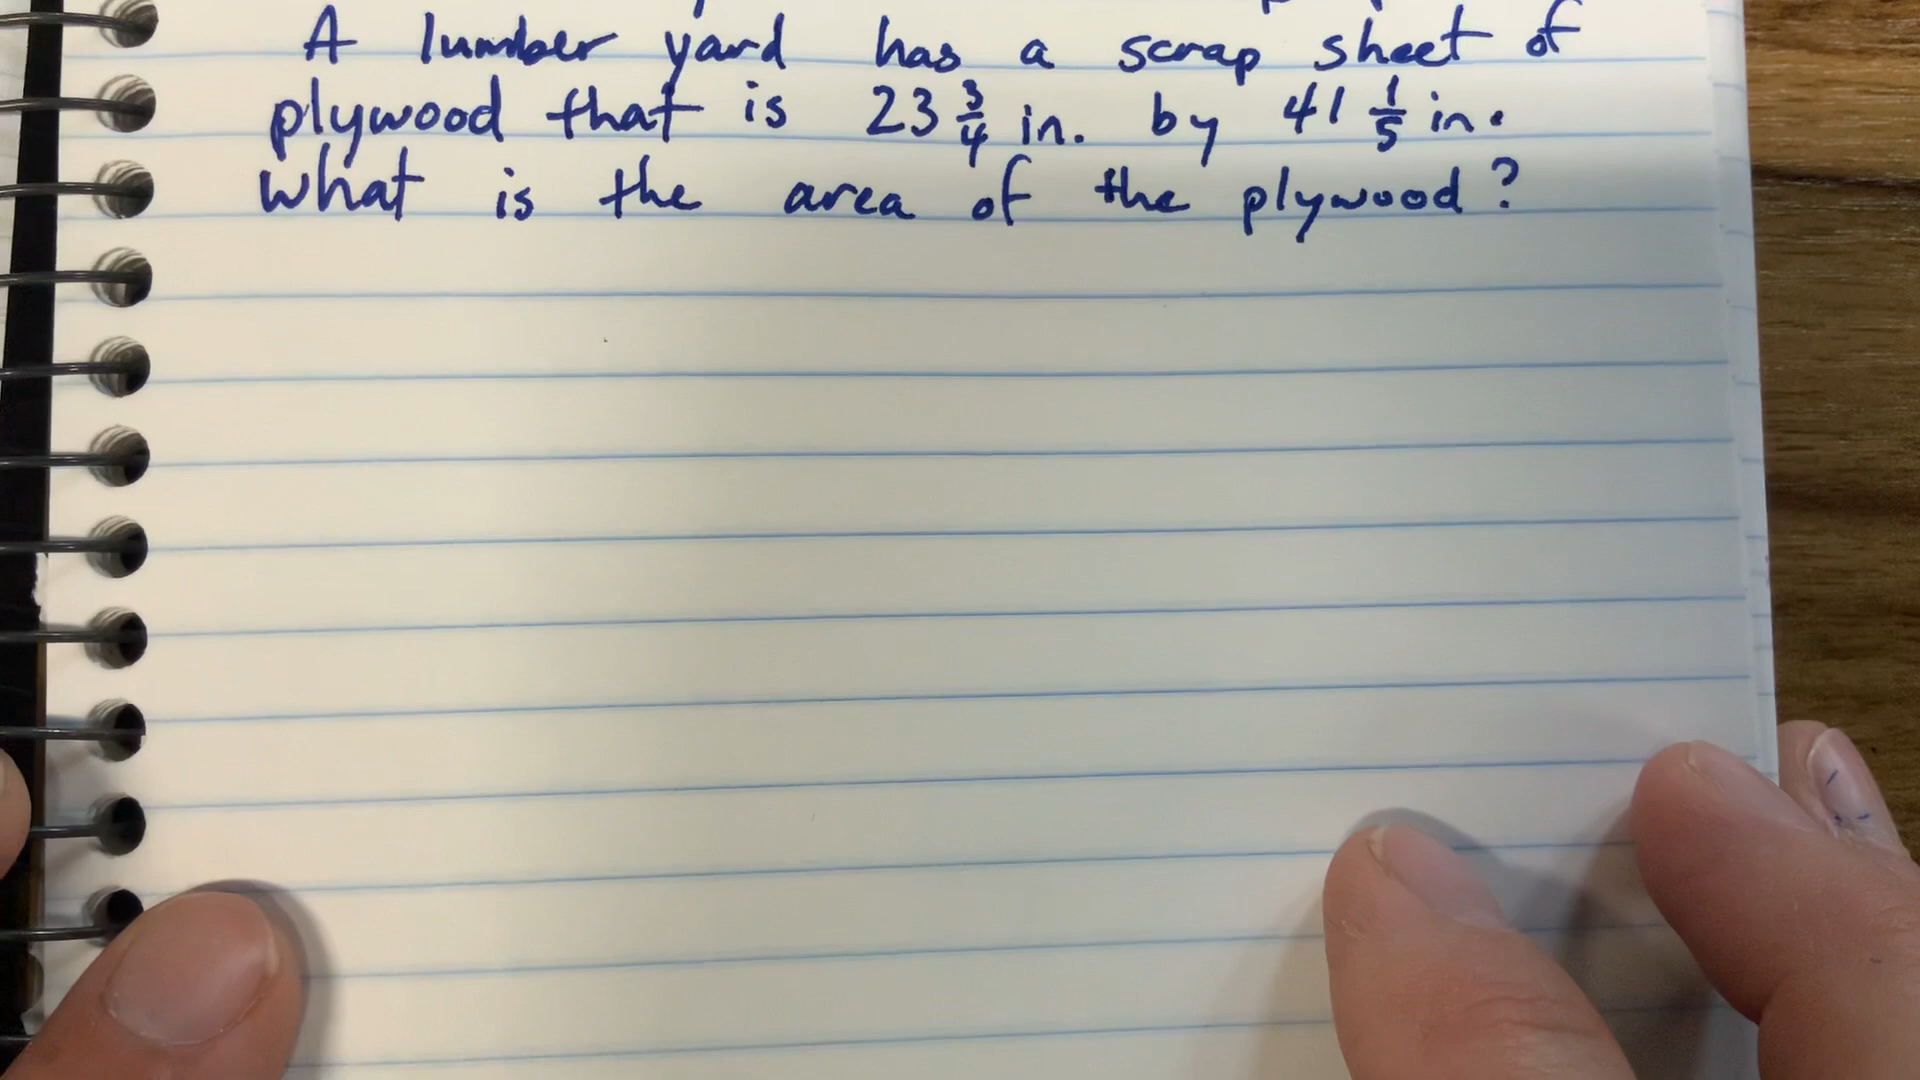 A lumber yard has a scrap sheet of
plywood that is 23 3/4 in. by 41 1/5 in.
What is the area of the plywood?